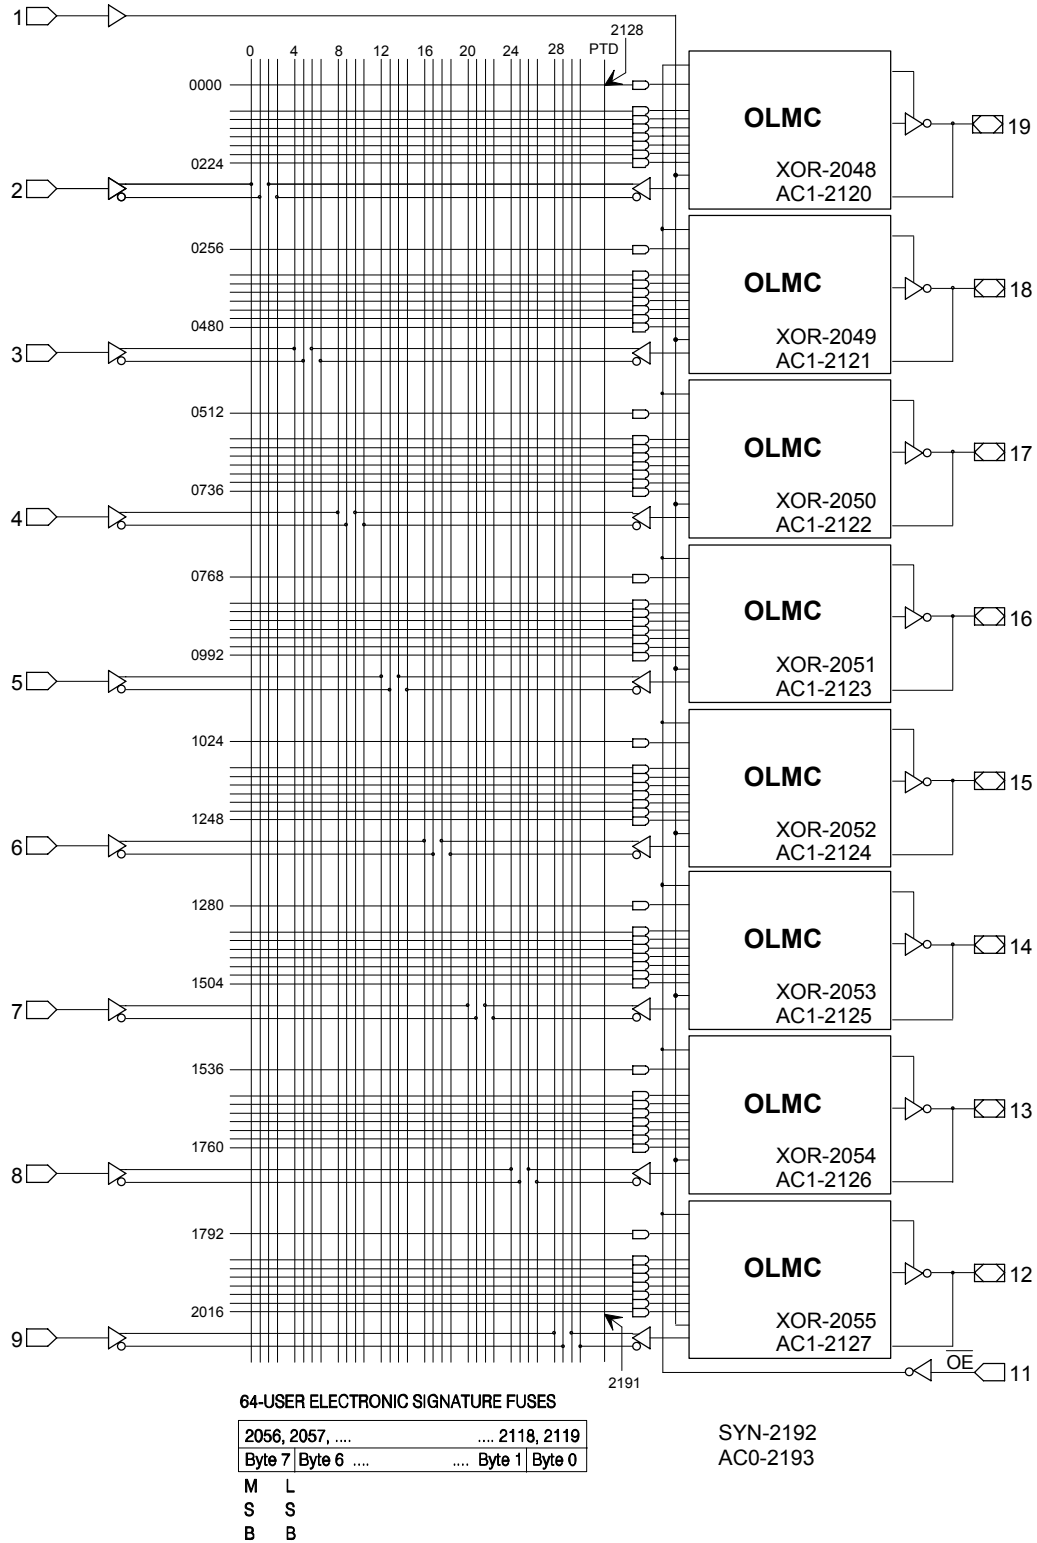 1
2128
0 4 8 12 16 20 24 28 PTD
0000
OLMC
19
XOR-2048
0224
AC1-2120
2
0256
OLMC
18
0480
XOR-2049
3
AC1-2121
0512
OLMC
17
0736
XOR-2050
4
AC1-2122
0768
OLMC
16
0992
XOR-2051
5
AC1-2123
1024
OLMC
15
1248
XOR-2052
6
AC1-2124
1280
OLMC
14
1504
XOR-2053
7
AC1-2125
1536
OLMC
13
1760
XOR-2054
8
AC1-2126
1792
OLMC
12
2016
XOR-2055
9
AC1-2127
OE
11
2191
64-USER ELECTRONIC SIGNATURE FUSES
2056, 2057, .... .... 2118, 2119
Byte 7 Byte 6 .... .... Byte 1 Byte 0
M L
S S
B B
SYN-2192
AC0-2193